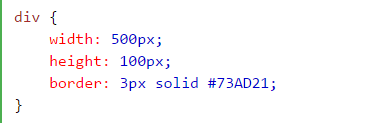 div {
    width: 500px;
    height: 100px;
    border: 3px solid #73AD21;
}